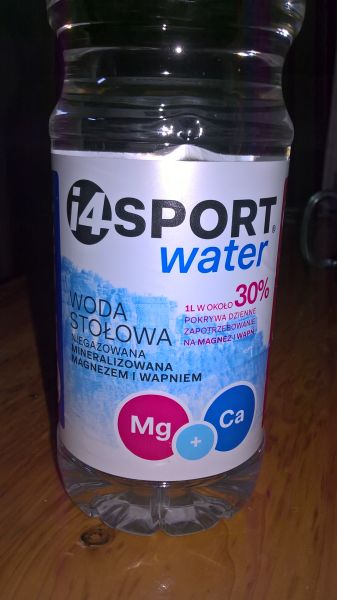 i4SPORT®
water
WODA
STOŁOWA
NIEGAZOWANA
MINERALIZOWANA
MAGNEZEM I WAPNIEM
1L W OKOŁO 30%
POKRYWA DZIENNE
ZAPOTRZEBOWANIE
NA MAGNEZ I WAPŃ
Mg + Ca